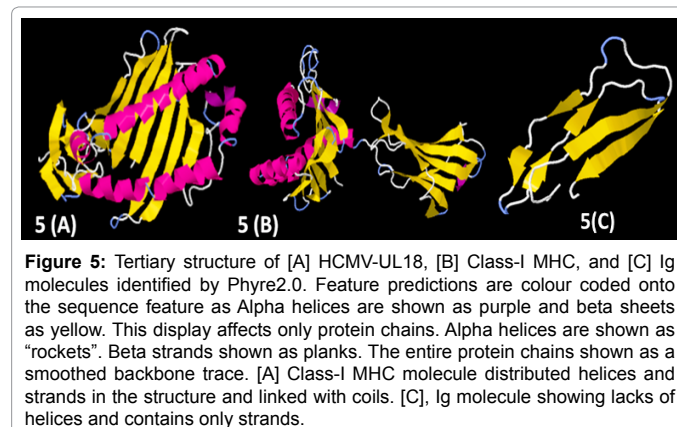 5 (A)
5 (B)
5(C)
Figure 5: Tertiary structure of [A] HCMV-UL18, [B] Class-I MHC, and [C] Ig
molecules identified by Phyre2.0. Feature predictions are colour coded onto
the sequence feature as Alpha helices are shown as purple and beta sheets
as yellow. This display affects only protein chains. Alpha helices are shown as
“rockets”. Beta strands shown as planks. The entire protein chains shown as a
smoothed backbone trace. [A] Class-I MHC molecule distributed helices and
strands in the structure and linked with coils. [C], Ig molecule showing lacks of
helices and contains only strands.